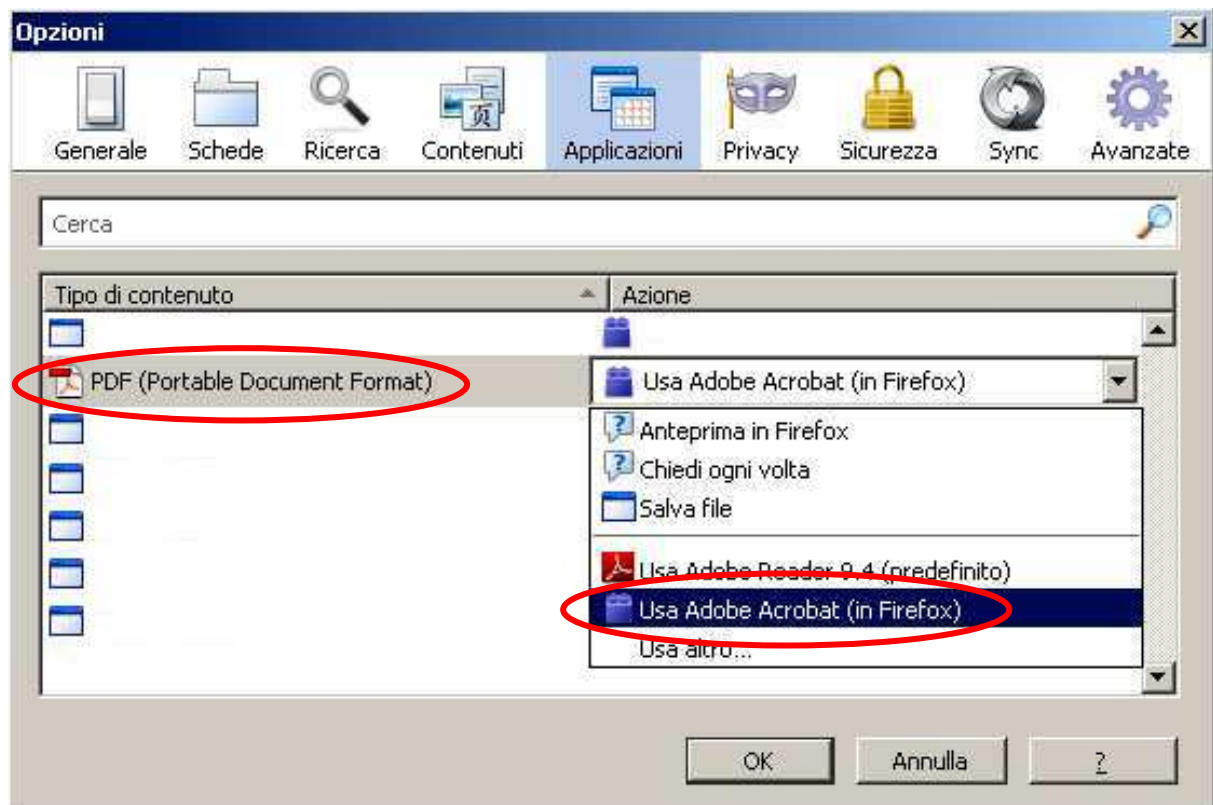 Opzioni
Generale Schede Ricerca Contenuti Applicazioni Privacy Sicurezza Sync Avanzate
Cerca
Tipo di contenuto Azione
PDF (Portable Document Format) Usa Adobe Acrobat (in Firefox)
Anteprima in Firefox
Chiedi ogni volta
Salva file
Usa Adobe Reader 9.4 (predefinito)
Usa Adobe Acrobat (in Firefox)
Usa altro...
OK Annulla ?